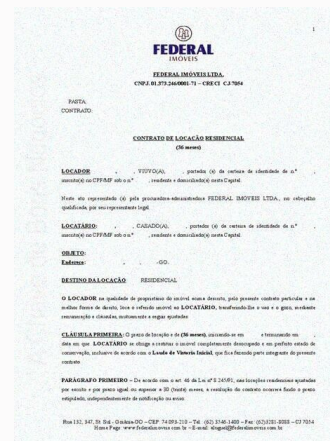 1
FEDERAL
IMÓVEIS
FEDERAL IMÓVEIS LTDA.
CNPJ. 01.373.246/0001-71 – CRECI CJ-7054
PASTA:
CONTRATO:
CONTRATO DE LOCAÇÃO RESIDENCIAL
(36 meses)
LOCADOR , , VIUVO(A), , portador (a) da carteira de identidade de n.º ,
inscrito(a) no CPF/MF sob o n.º , residente e domiciliado(a) nesta Capital.
Neste ato representado (a) pela procuradora-administradora FEDERAL IMOVEIS LTDA., no cabeçalho
qualificada, por seu representante legal.
LOCATÁRIO: , , CASADO(A), , portador (a) da carteira de identidade de n.º ,
inscrito(a) no CPF/MF sob o n.º , residente e domiciliado(a) nesta Capital.
OBJETO:
Endereço: , , -GO.
DESTINO DA LOCAÇÃO RESIDENCIAL
O LOCADOR na qualidade de proprietário do imóvel acima descrito, pelo presente contrato particular e na
melhor forma de direito, loca o referido imóvel ao LOCATÁRIO, transferindo-lhe o uso e o gozo, mediante
remuneração e cláusulas, mutuamente a seguir ajustadas:
CLÁUSULA PRIMEIRA: O prazo de locação é de (36 meses), iniciando-se em e terminando em ,
data em que LOCATÁRIO se obriga a restituir o imóvel completamente desocupado e em perfeito estado de
conservação, inclusive de acordo com o Laudo de Vistoria Inicial, que fica fazendo parte integrante do presente
contrato.
PARÁGRAFO PRIMEIRO – De acordo com o art. 46 da Lei nº 8.245/91, nas locações residenciais ajustadas
por escrito e por prazo igual ou superior a 30 (trinta) meses, a resolução do contrato ocorrerá findo o prazo
estipulado, independentemente de notificação ou aviso.